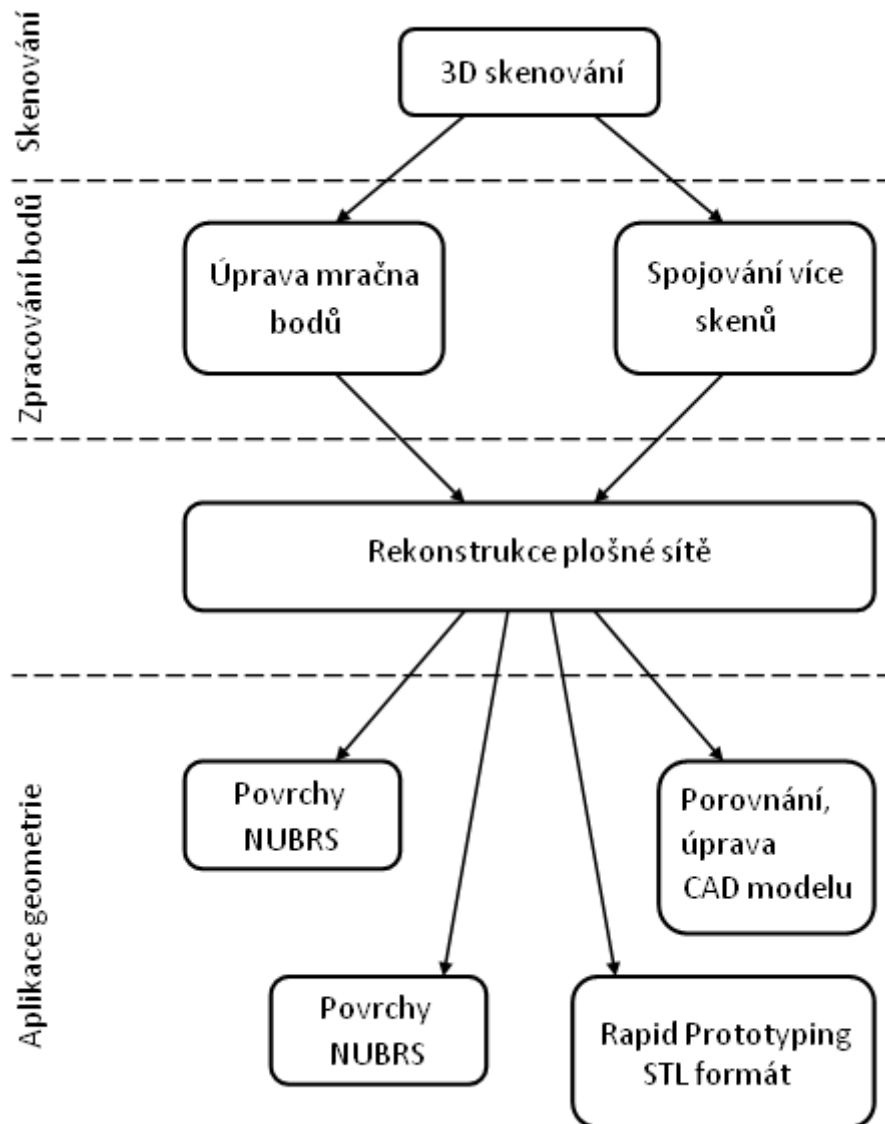 Skenování
3D skenování
Zpracování bodů
Úprava mračna
bodů
Spojování více
skenů
Rekonstrukce plošné sítě
Aplikace geometrie
Povrchy
NUBRS
Porovnání,
úprava
CAD modelu
Povrchy
NUBRS
Rapid Prototyping
STL formát